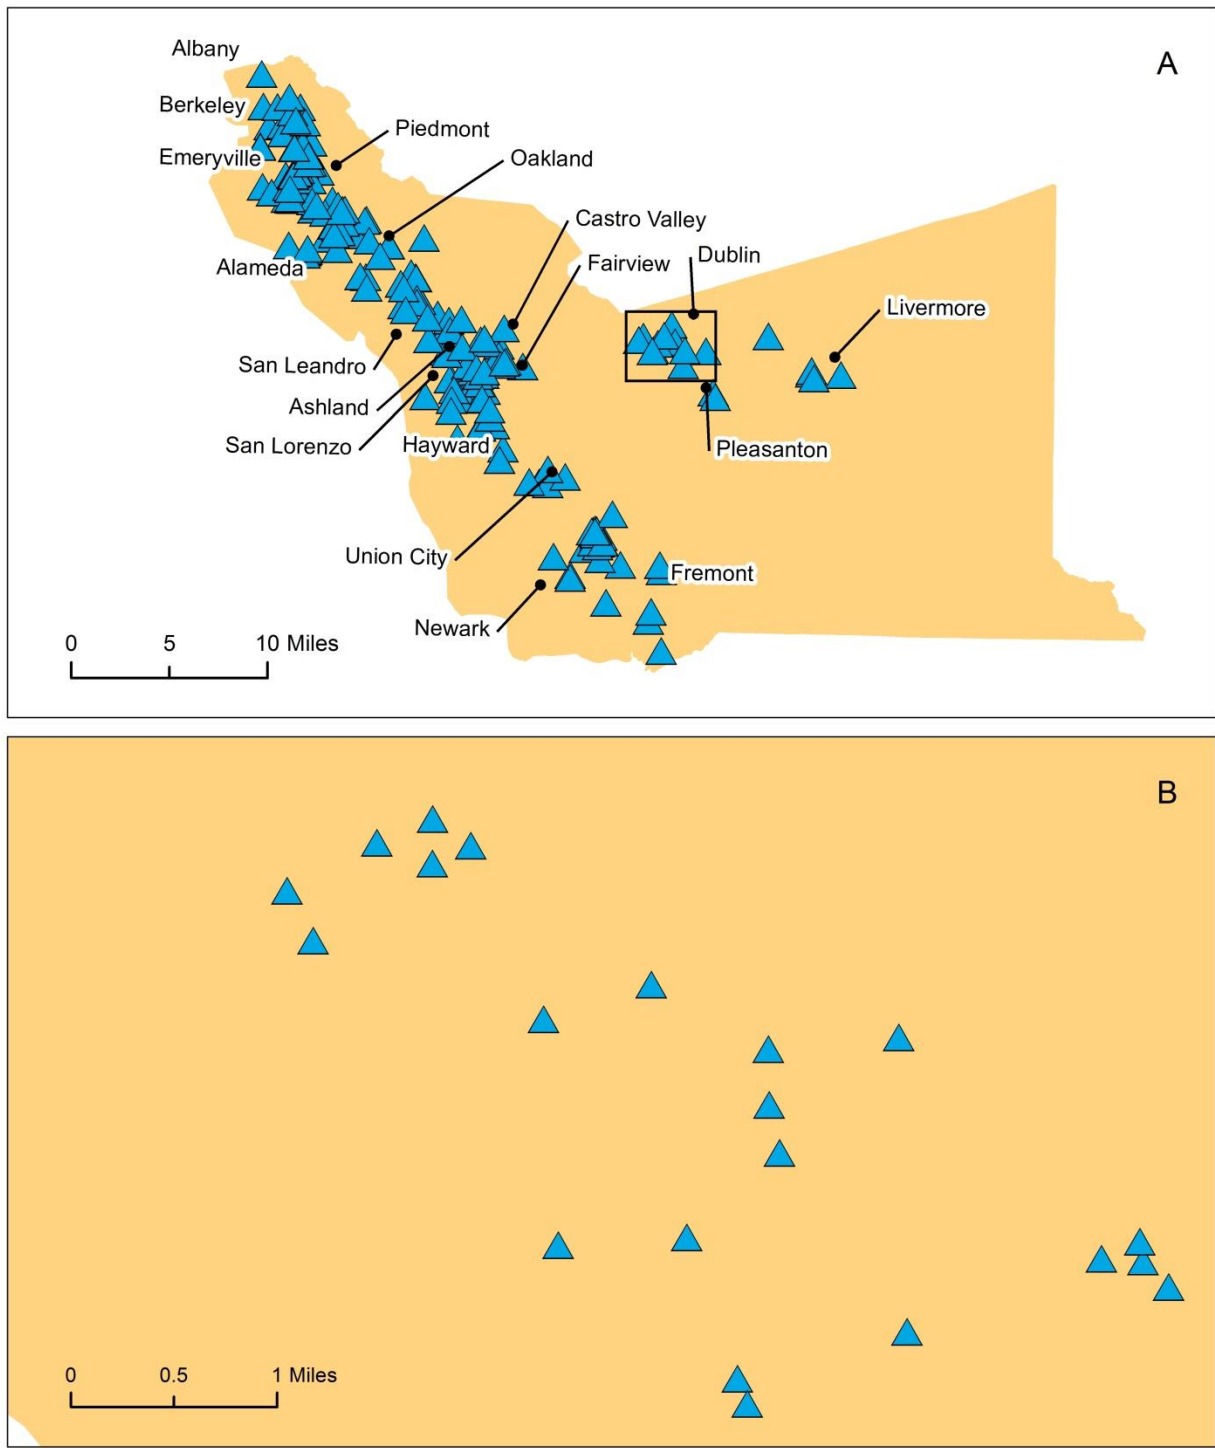 A
Albany
Berkeley
Piedmont
Emeryville
Oakland
Castro Valley
Dublin
Fairview
Alameda
Livermore
San Leandro
Ashland
San Lorenzo
Hayward
Pleasanton
Union City
Fremont
Newark
0 5 10 Miles
B
0 0.5 1 Miles